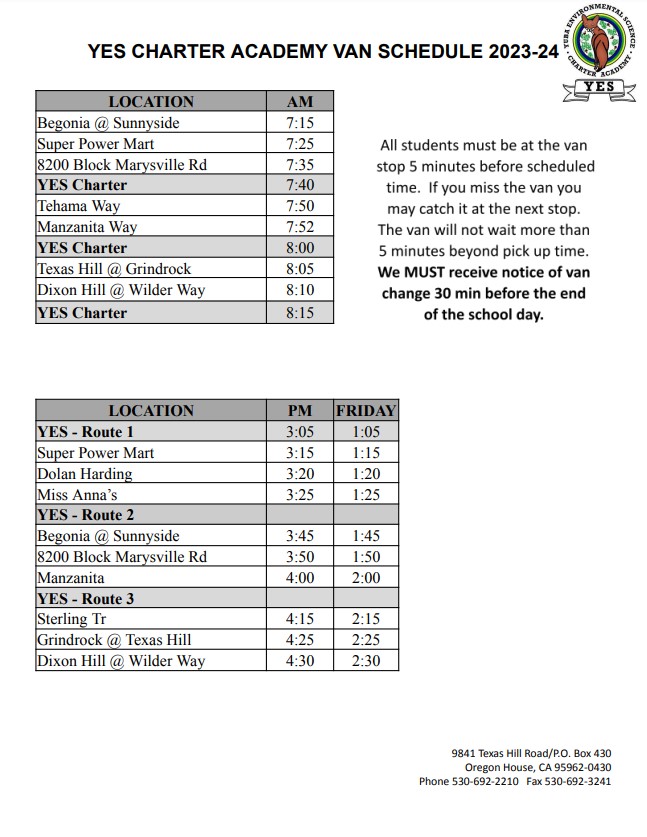 YES CHARTER ACADEMY VAN SCHEDULE 2023-24
YUBA ENVIRONMENTAL SCIENCE
CHARTER ACADEMY
YES
LOCATION AM
Begonia @ Sunnyside 7:15
Super Power Mart 7:25
8200 Block Marysville Rd 7:35
YES Charter 7:40
Tehama Way 7:50
Manzanita Way 7:52
YES Charter 8:00
Texas Hill @ Grindrock 8:05
Dixon Hill @ Wilder Way 8:10
YES Charter 8:15
All students must be at the van
stop 5 minutes before scheduled
time. If you miss the van you
may catch it at the next stop.
The van will not wait more than
5 minutes beyond pick up time.
We MUST receive notice of van
change 30 min before the end
of the school day.
LOCATION PM FRIDAY
YES - Route 1 3:05 1:05
Super Power Mart 3:15 1:15
Dolan Harding 3:20 1:20
Miss Anna’s 3:25 1:25
YES - Route 2
Begonia @ Sunnyside 3:45 1:45
8200 Block Marysville Rd 3:50 1:50
Manzanita 4:00 2:00
YES - Route 3
Sterling Tr 4:15 2:15
Grindrock @ Texas Hill 4:25 2:25
Dixon Hill @ Wilder Way 4:30 2:30
9841 Texas Hill Road/P.O. Box 430
Oregon House, CA 95962-0430
Phone 530-692-2210 Fax 530-692-3241